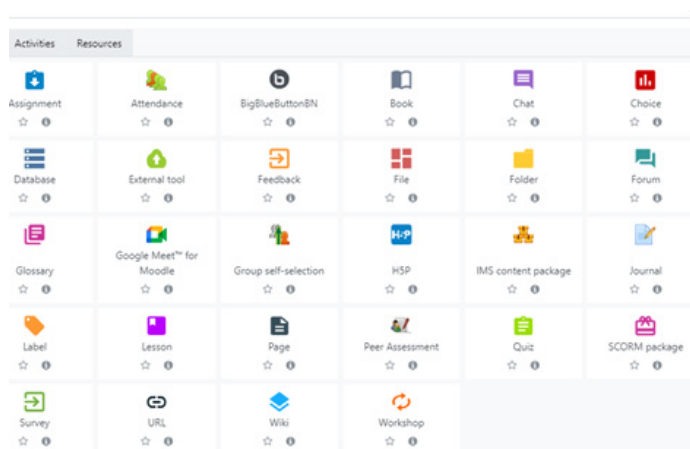 Activities Resources
Assignment Attendance BigBlueButtonBN Book Chat Choice
Database External tool Feedback File Folder Forum
Google Meet™ for
Glossary Moodle Group self-selection H5P IMS content package Journal
Label Lesson Page Peer Assessment Quiz SCORM package
Survey URL Wiki Workshop